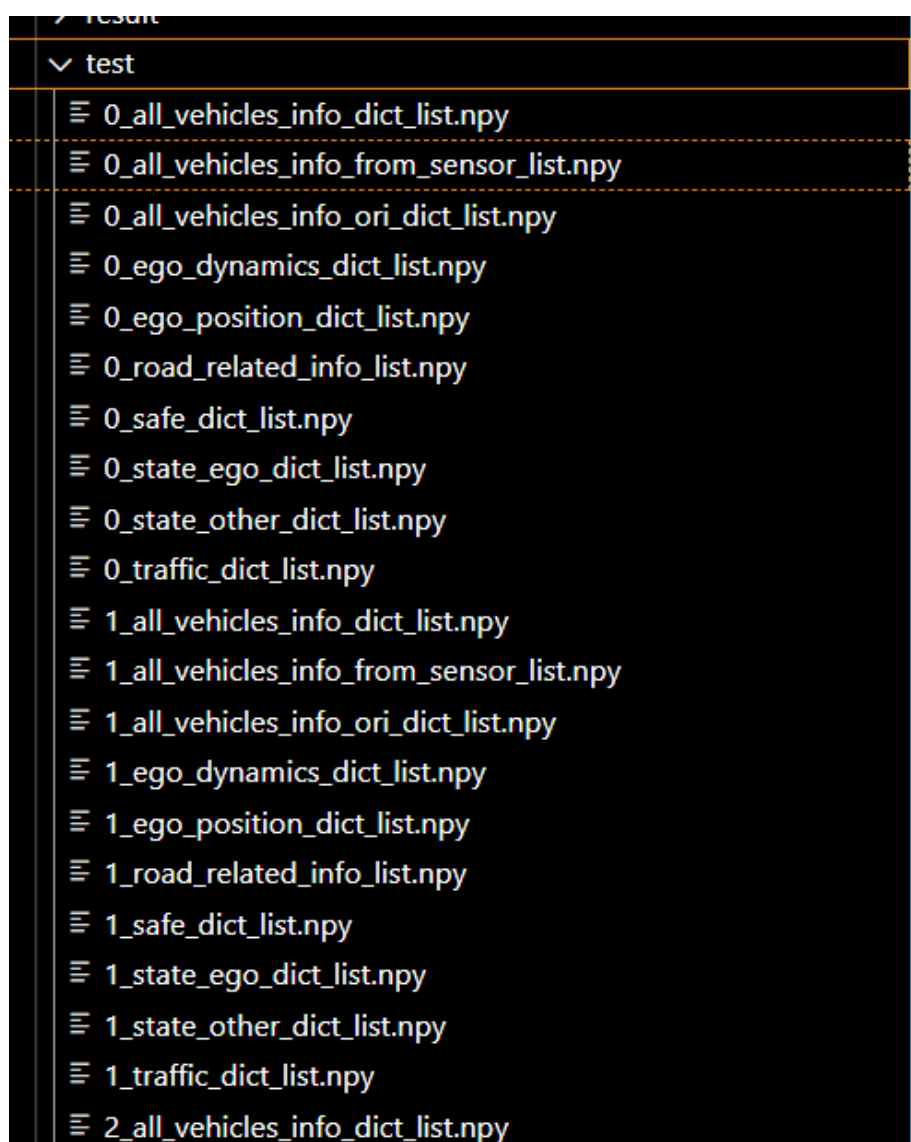 result
test
0_all_vehicles_info_dict_list.npy
0_all_vehicles_info_from_sensor_list.npy
0_all_vehicles_info_ori_dict_list.npy
0_ego_dynamics_dict_list.npy
0_ego_position_dict_list.npy
0_road_related_info_list.npy
0_safe_dict_list.npy
0_state_ego_dict_list.npy
0_state_other_dict_list.npy
0_traffic_dict_list.npy
1_all_vehicles_info_dict_list.npy
1_all_vehicles_info_from_sensor_list.npy
1_all_vehicles_info_ori_dict_list.npy
1_ego_dynamics_dict_list.npy
1_ego_position_dict_list.npy
1_road_related_info_list.npy
1_safe_dict_list.npy
1_state_ego_dict_list.npy
1_state_other_dict_list.npy
1_traffic_dict_list.npy
2_all_vehicles_info_dict_list.npy